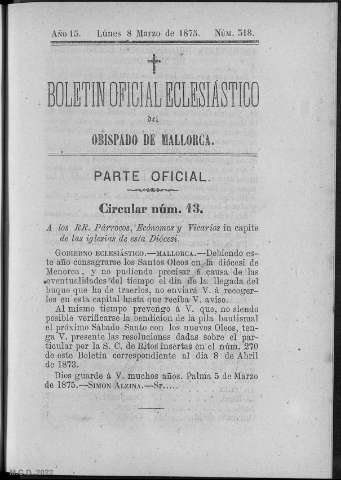 Año 15. Lúnes 8 Marzo de 1875. Núm. 318.
BOLETIN OFICIAL ECLESIÁSTICO
del
OBISPADO DE MALLORCA.
PARTE OFICIAL.
Circular núm. 13.
A los RR. Párrocos, Ecónomos y Vicarios in capite
de las iglesias de esta Diócesi.
GOBIERNO ECLESIÁSTICO.—MALLORCA.—Debiendo es-
te año consagrarse los Santos Oleos en la diócesi de
Menorca, y no pudiendo precisar á causa de las
eventualidades del tiempo el dia de la llegada del
buque que ha de traerlos, no enviará V. á recoger-
los en esta capital hasta que reciba V. aviso.
Al mismo tiempo prevengo á V. que, no siendo
posible verificarse la bendicion de la pila bautismal
el próximo Sábado Santo con los nuevos Oleos, ten-
ga V. presente las resoluciones dadas sobre el par-
ticular por la S. C. de Ritos insertas en el núm. 270
de este Boletin correspondiente al dia 8 de Abril
de 1873.
Dios guarde á V. muchos años. Palma 5 de Marzo
de 1875.—SIMON ALZINA.—Sr.....
M.C.D. 2022